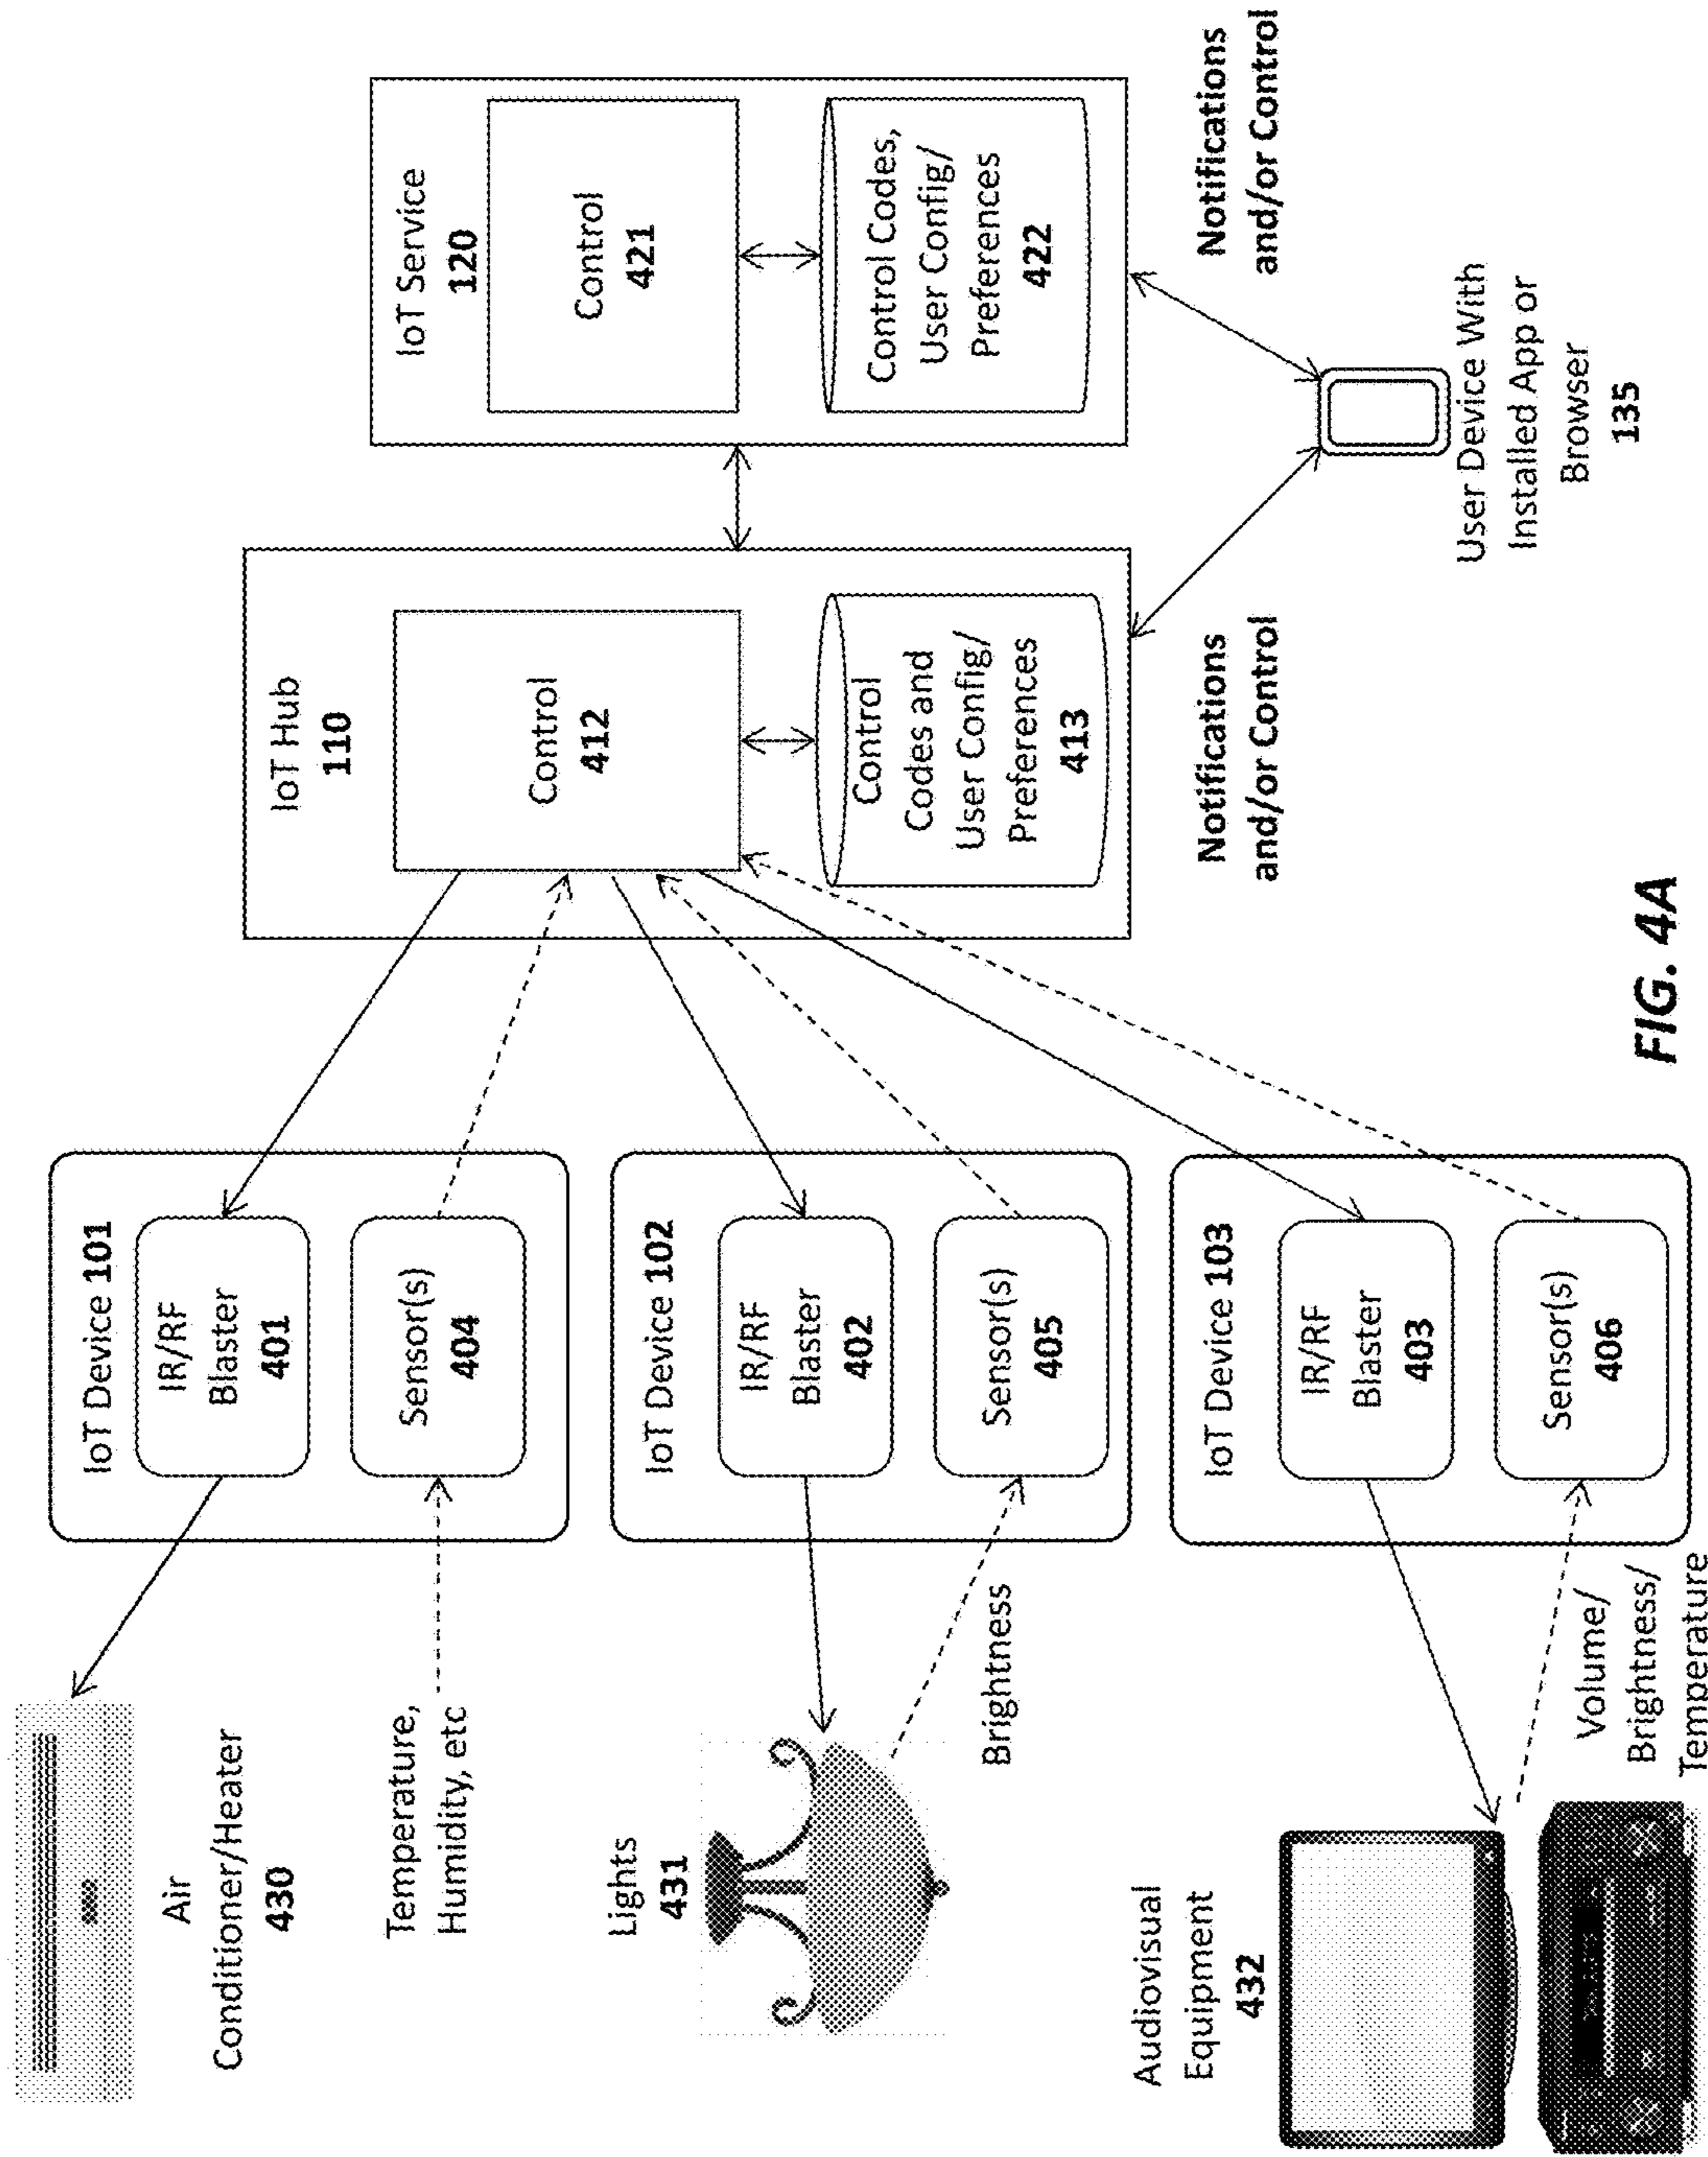 Air
Conditioner/Heater
430
Temperature,
Humidity, etc
Lights
431
Brightness
Audiovisual
Equipment
432
Volume/
Brightness/
Temperature
IoT Device 101
IR/RF
Blaster
401
Sensor(s)
404
IoT Device 102
IR/RF
Blaster
402
Sensor(s)
405
IoT Device 103
IR/RF
Blaster
403
Sensor(s)
406
IoT Hub
110
Control
412
Control
Codes and
User Config/
Preferences
413
Notifications
and/or Control
IoT Service
120
Control
421
Control Codes,
User Config/
Preferences
422
Notifications
and/or Control
User Device With
Installed App or
Browser
135
FIG. 4A